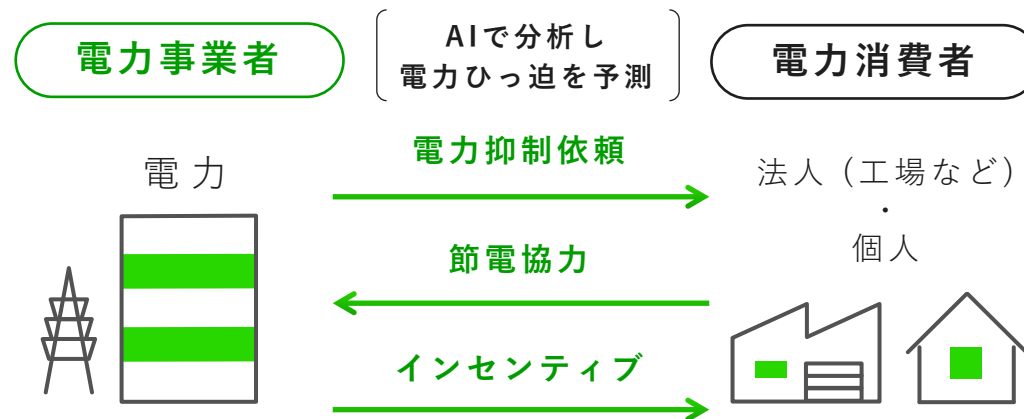 電力事業者
AIで分析し
電力ひっ迫を予測
電力消費者
電力
電力抑制依頼
法人（工場など）
・
個人
節電協力
インセンティブ